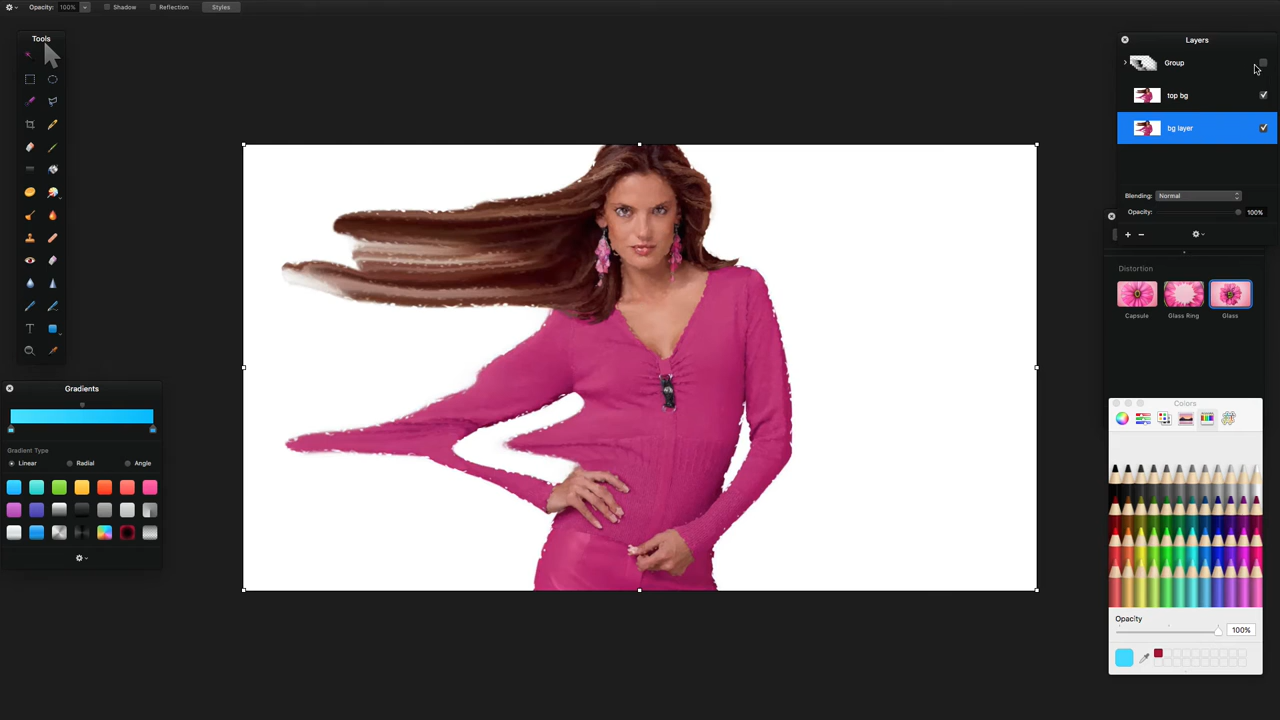 Opacity: 100% Shadow Reflection Styles
Tools
Layers
Group
top bg
bg layer
Blending: Normal
Opacity: 100%
Distortion
Capsule Glass Ring Glass
Gradients
Gradient Type
Linear Radial Angle
Colors
Opacity
100%